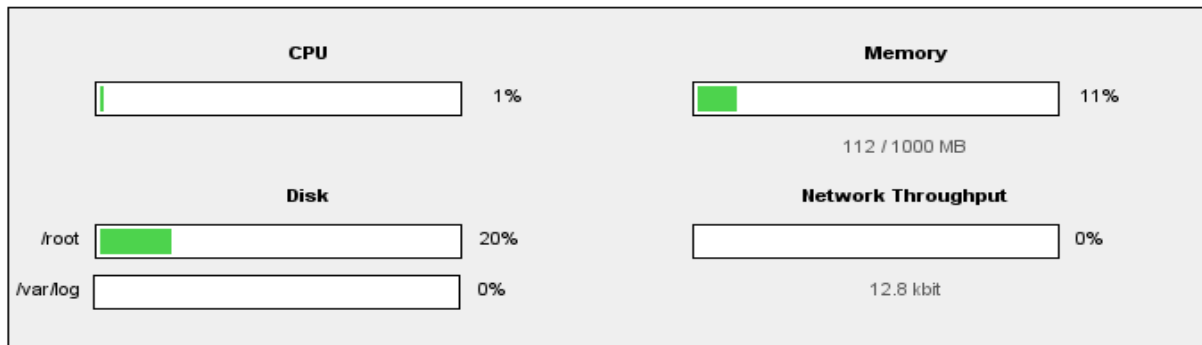 CPU
1%
Memory
11%
112 / 1000 MB
Disk
/root
20%
/var/log
0%
Network Throughput
0%
12.8 kbit